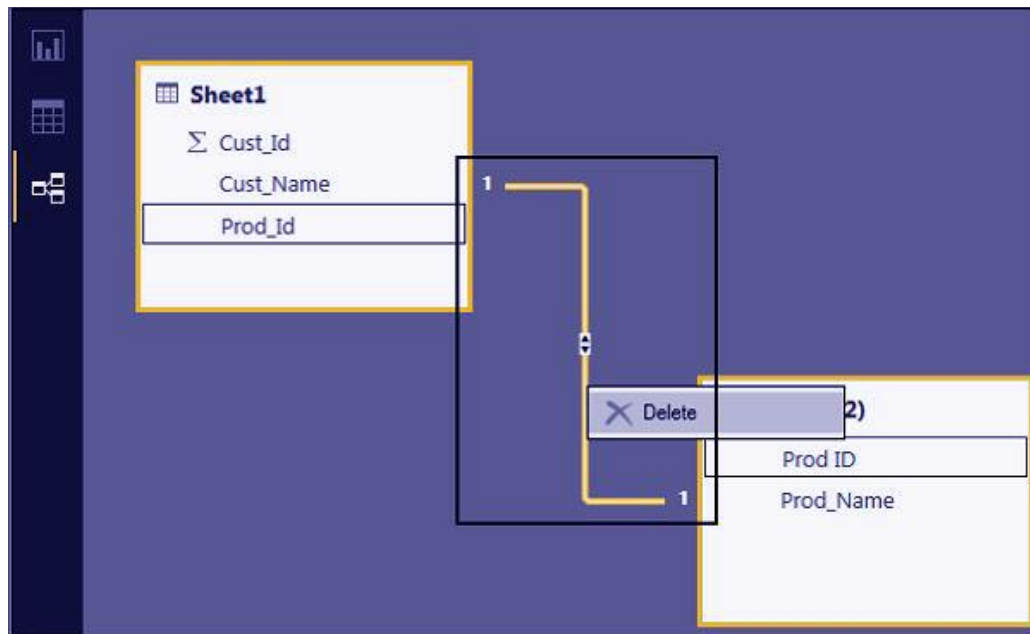 Sheet1
Σ Cust_Id
Cust_Name
1
Prod_Id
Delete
2)
Prod ID
1
Prod_Name